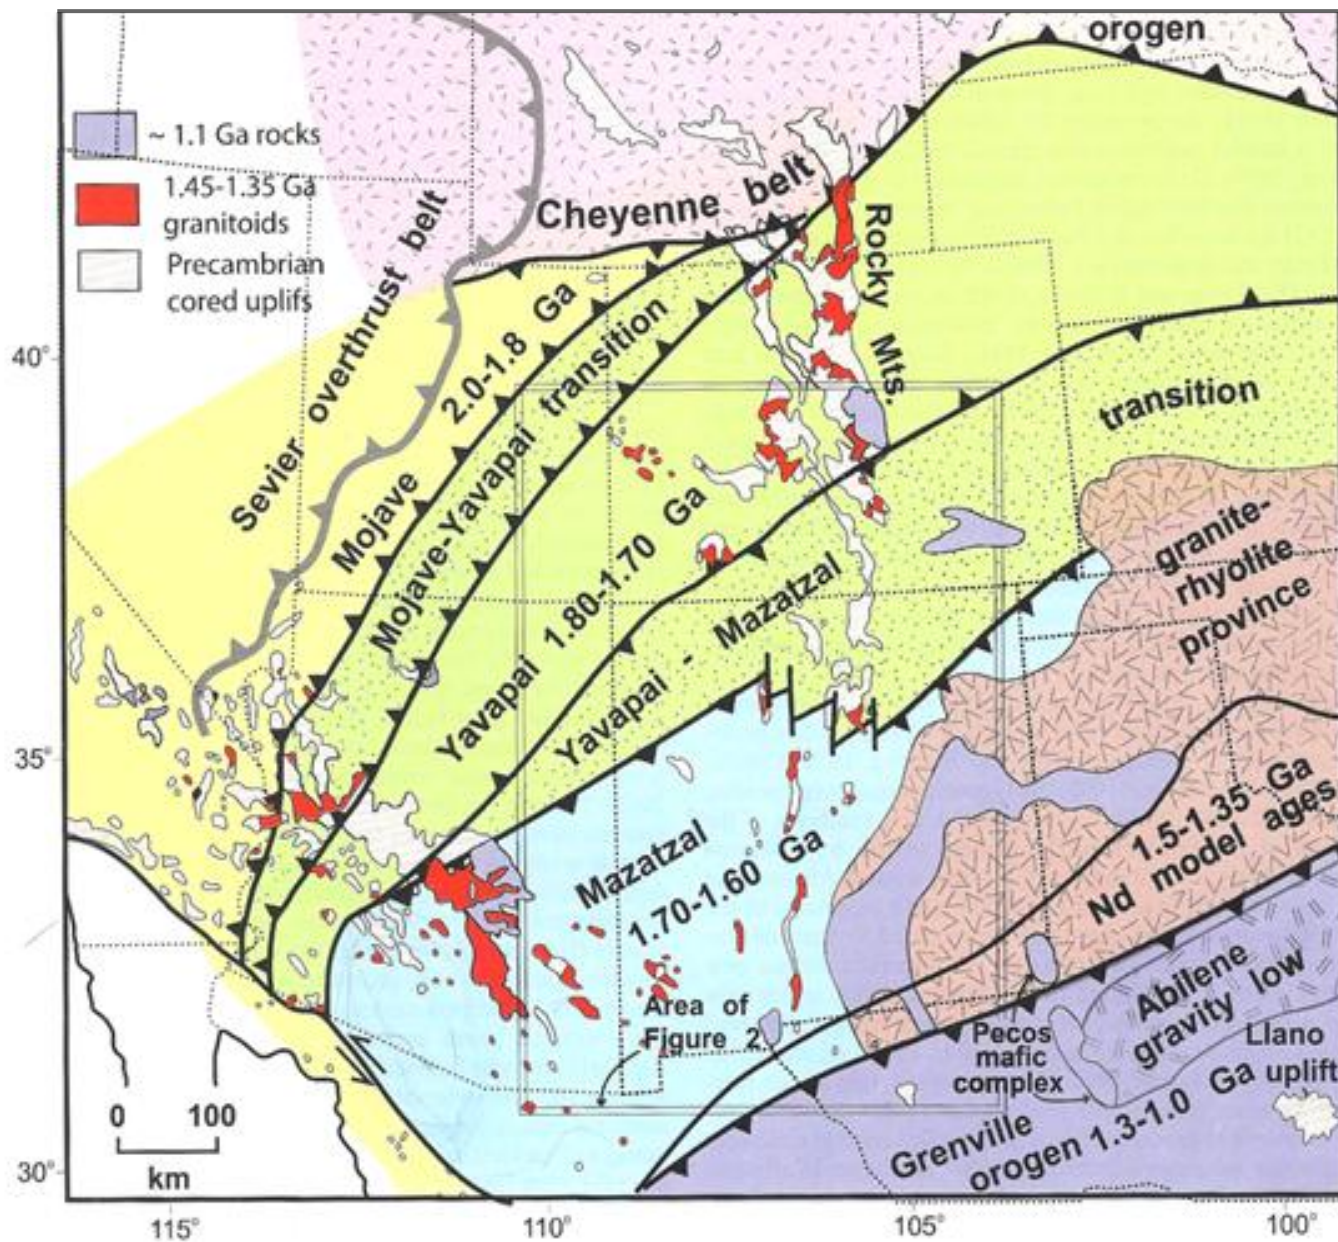 orogen
~ 1.1 Ga rocks
1.45-1.35 Ga
granitoids
Precambrian
cored uplifs
Cheyenne belt
Rocky Mts.
Sevier overthrust belt
Mojave 2.0-1.8 Ga
Mojave-Yavapai transition
Yavapai 1.80-1.70 Ga
Yavapai - Mazatzal
transition
granite-
rhyolite
province
Mazatzal
1.70-1.60 Ga
1.5-1.35 Ga
Nd model ages
Area of
Figure 2
Pecos
mafic
complex
Abilene
gravity low
Llano
uplift
Grenville
orogen 1.3-1.0 Ga
0 100
km
40°
35°
30°
115°
110°
105°
100°